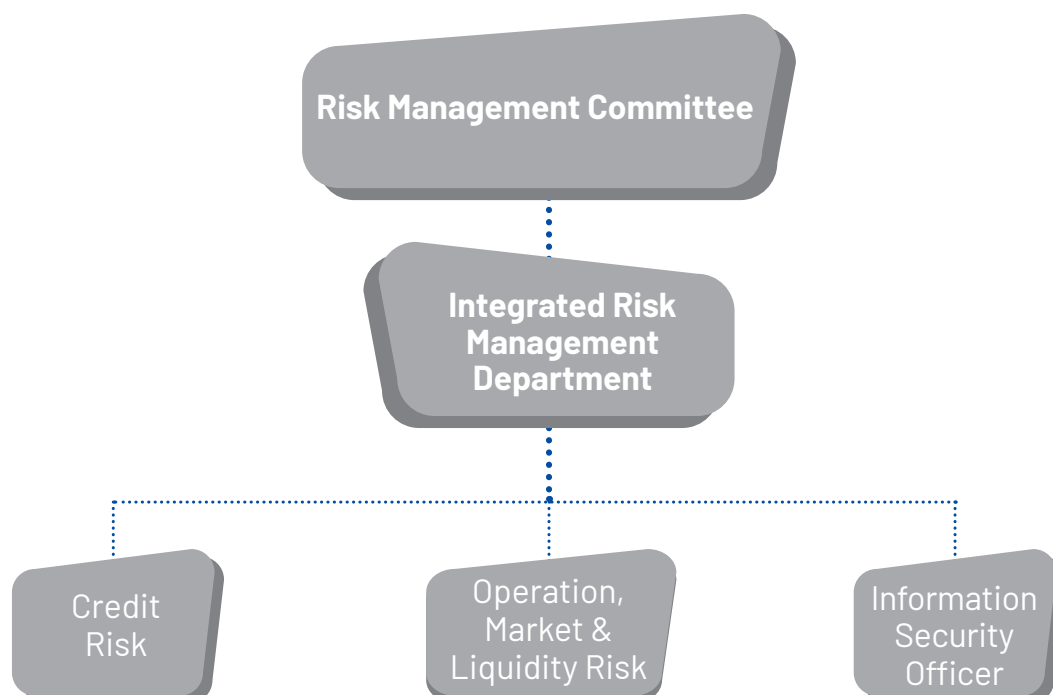 Risk Management Committee
Integrated Risk
Management
Department
Credit
Risk
Operation,
Market &
Liquidity Risk
Information
Security
Officer